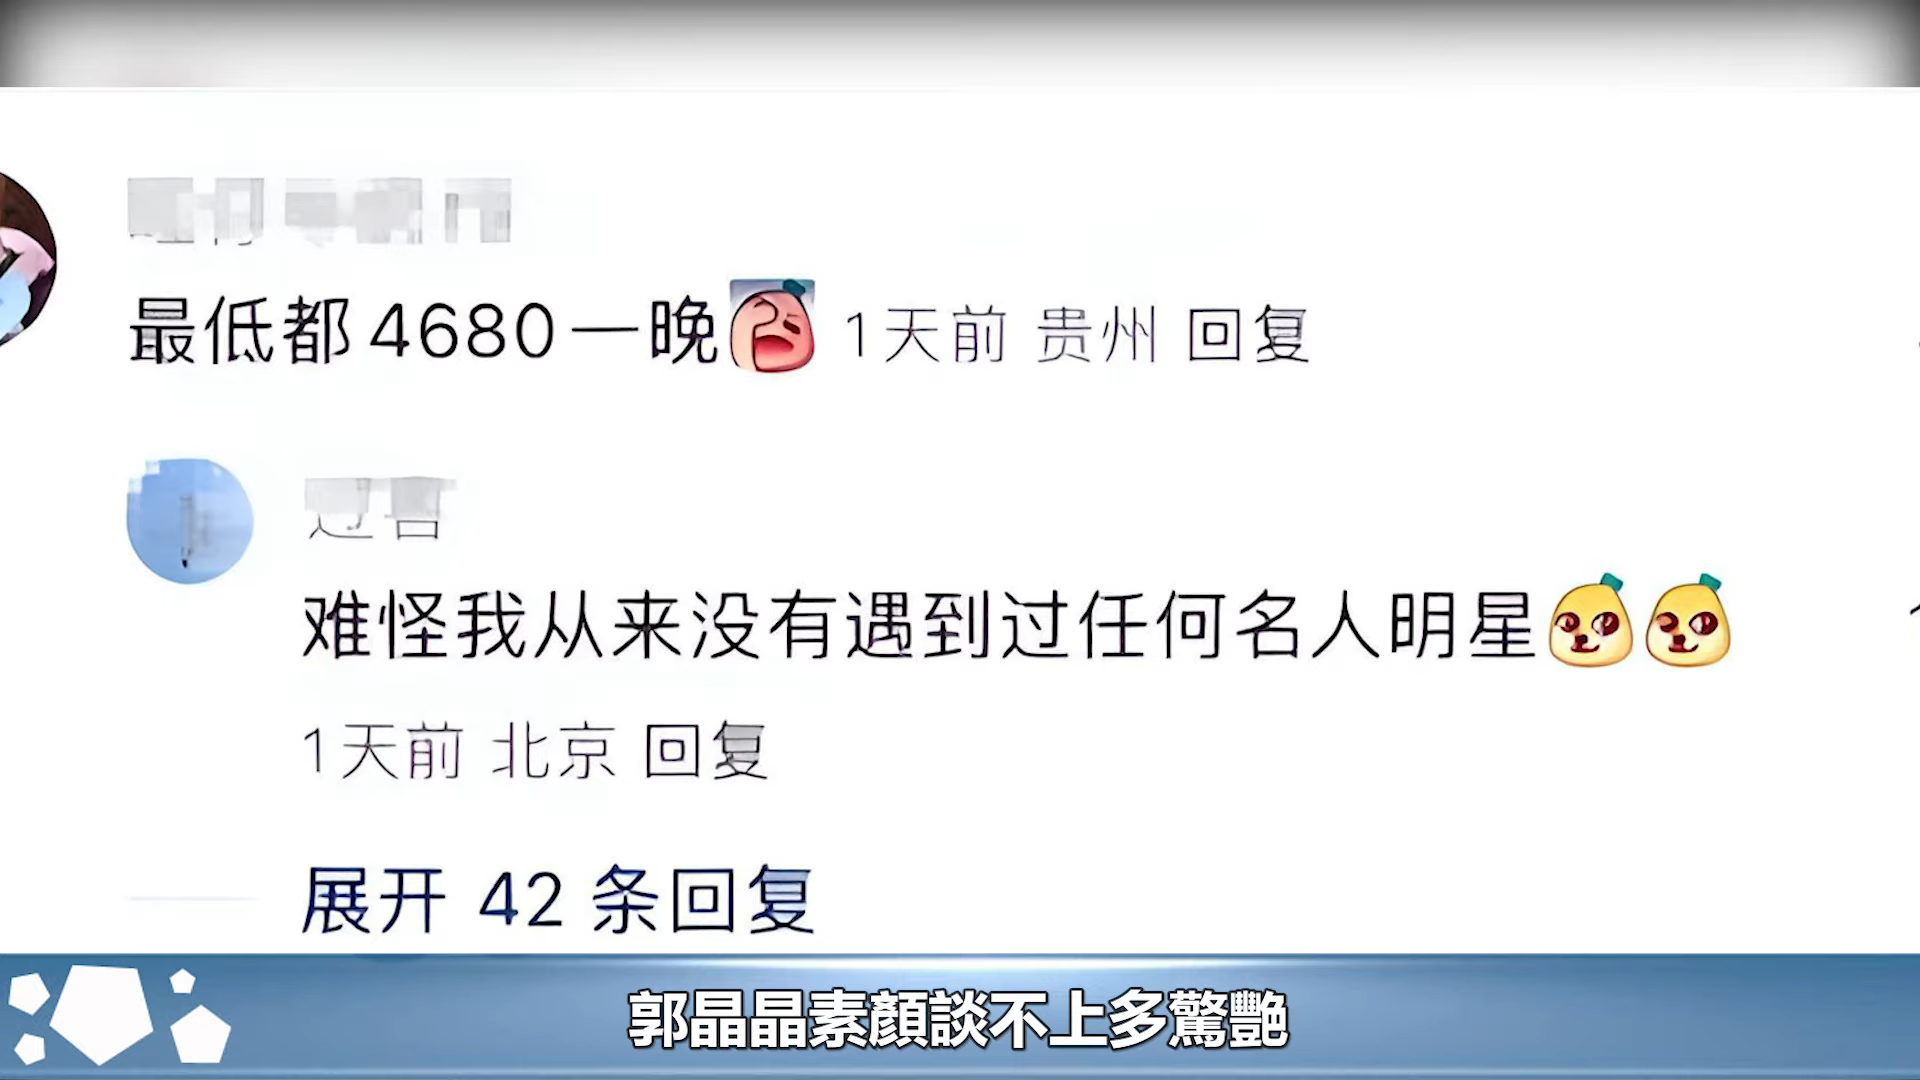 最低都4680一晚 1天前 贵州 回复
难怪我从来没有遇到过任何名人明星
1天前 北京 回复
展开 42 条回复
郭晶晶素顏談不上多驚艷